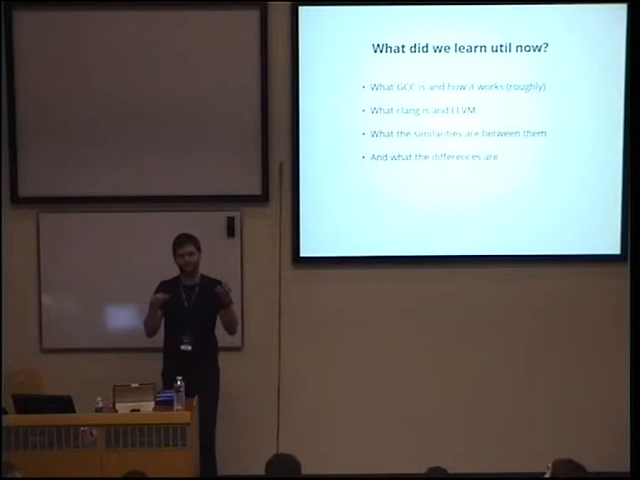 What did we learn util now?
• What GCC is and how it works (roughly)
• What clang is and LLVM
• What the similarities are between them
• And what the differences are